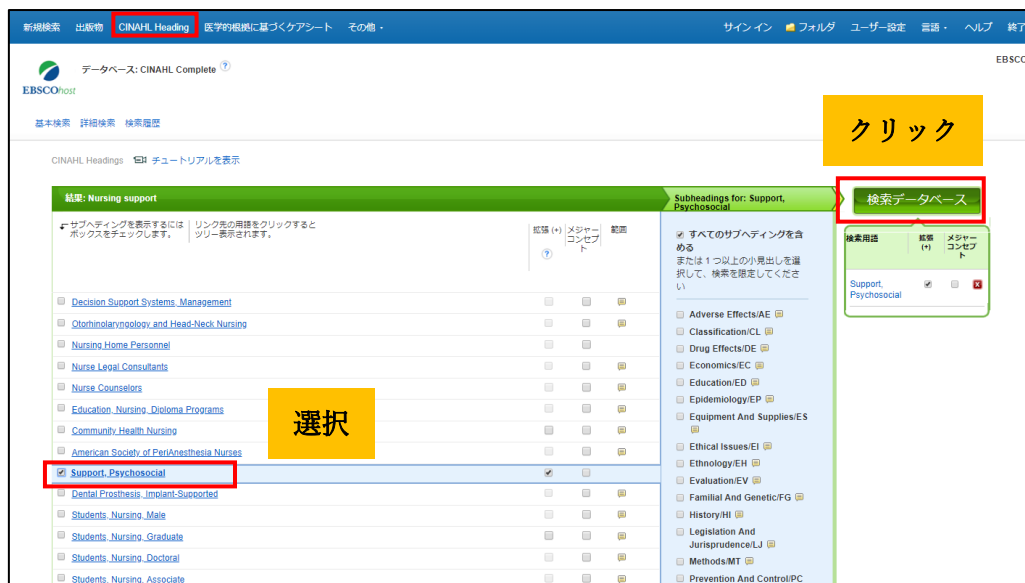 新規検索 出版物 CINAHL Heading 医学的根拠に基づくケアシート その他 サインイン フォルダ ユーザー設定 言語 ヘルプ 終了
EBSCO
データベース: CINAHL Complete ?
EBSCOhost
基本検索 詳細検索 検索履歴
クリック
CINAHL Headings チュートリアルを表示
結果: Nursing support
Subheadings for: Support,
Psychosocial
検索データベース
サブヘディングを表示するには
ボックスをチェックします。
リンク先の用語をクリックすると
ツリー表示されます。
拡張 (+) メジャー
コンセプ
ト
範囲
?
すべてのサブヘディングを含
める
または 1 つ以上の小見出しを選
択して、検索を限定してくださ
い
検索用語 拡張
(+)
メジャー
コンセプ
ト
Support,
Psychosocial
Decision Support Systems, Management
Otorhinolaryngology and Head-Neck Nursing
Nursing Home Personnel
Nurse Legal Consultants
Nurse Counselors
Education, Nursing, Diploma Programs
Community Health Nursing
American Society of PeriAnesthesia Nurses
Support, Psychosocial
Dental Prosthesis, Implant-Supported
Students, Nursing, Male
Students, Nursing, Graduate
Students, Nursing, Doctoral
Students, Nursing, Associate
選択
Adverse Effects/AE
Classification/CL
Drug Effects/DE
Economics/EC
Education/ED
Epidemiology/EP
Equipment And Supplies/ES
Ethical Issues/EI
Ethnology/EH
Evaluation/EV
Familial And Genetic/FG
History/HI
Legislation And
Jurisprudence/LJ
Methods/MT
Prevention And Control/PC